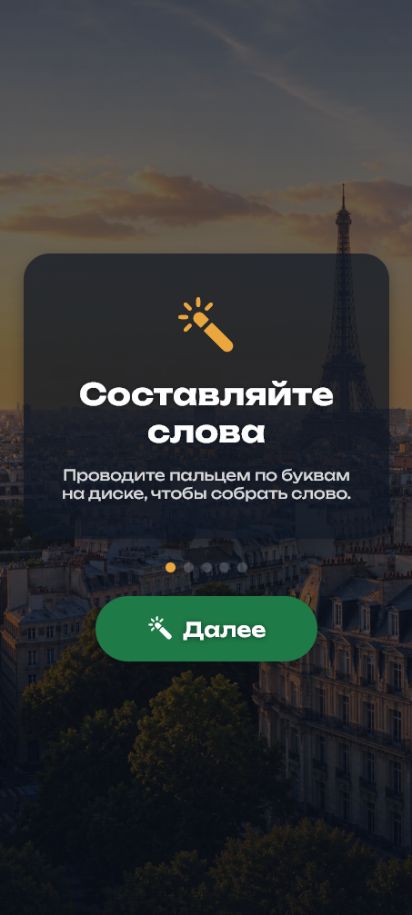 Составляйте
слова
Проводите пальцем по буквам
на диске, чтобы собрать слово.
Далее